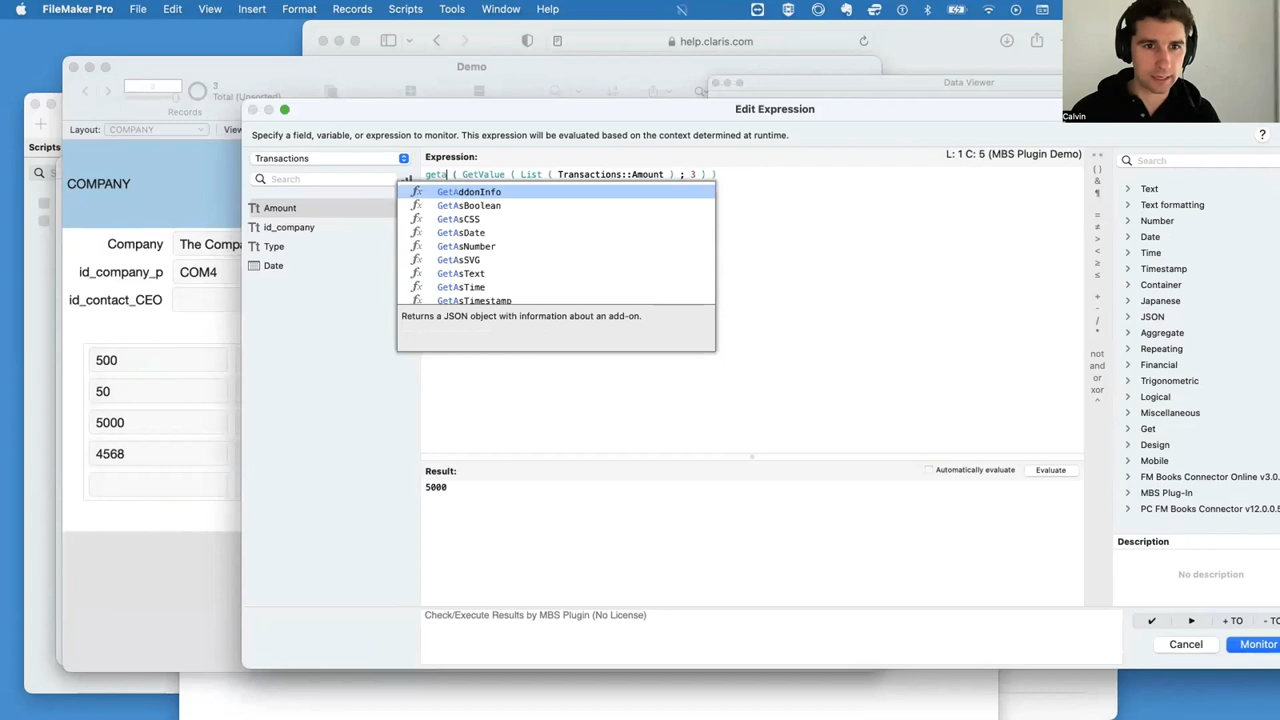 FileMaker Pro File Edit View Insert Format Records Scripts Tools Window Help
help.claris.com
Demo
3
Total (Unsorted)
Records
Data Viewer
Layout: COMPANY
Edit Expression
Calvin
Specify a field, variable, or expression to monitor. This expression will be evaluated based on the context determined at runtime.
Scripts
Transactions
Expression:
L: 1 C: 5 (MBS Plugin Demo)
Search
Search
geta ( GetValue ( List ( Transactions::Amount ) ; 3 ) )
COMPANY
GetAddonInfo
GetAsBoolean
GetAsCSS
GetAsDate
GetAsNumber
GetAsSVG
GetAsText
GetAsTime
GetAsTimestamp
Returns a JSON object with information about an add-on.
Amount
id_company
Type
Date
Company
The Compa
id_company_p
COM4
id_contact_CEO
500
50
5000
4568
( )
&
¶
=
≠
>
<
≥
≤
+
-
/
*
not
and
or
xor
^
Text
Text formatting
Number
Date
Time
Timestamp
Container
Japanese
JSON
Aggregate
Repeating
Financial
Trigonometric
Logical
Miscellaneous
Get
Design
Mobile
FM Books Connector Online v3.0.
MBS Plug-In
PC FM Books Connector v12.0.0.5
Result:
Automatically evaluate
Evaluate
5000
Description
No description
Check/Execute Results by MBS Plugin (No License)
+ TO
- TO
Cancel
Monitor